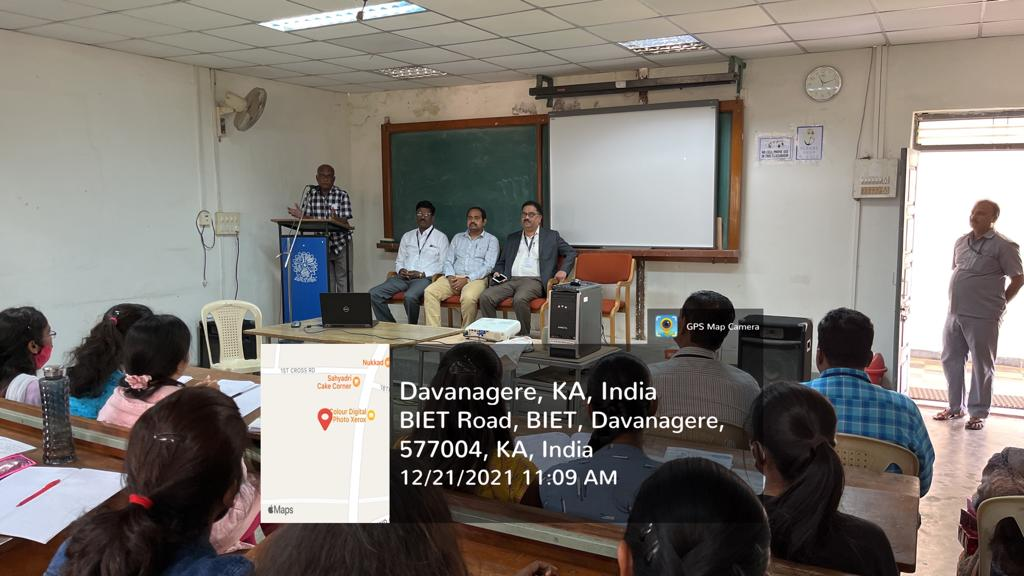 GPS Map Camera
Nukkad
1ST CROSS RD
Sahyadri
Cake Corner
Colour Digital
Photo Xerox
Maps
Davanagere, KA, India
BIET Road, BIET, Davanagere,
577004, KA, India
12/21/2021 11:09 AM